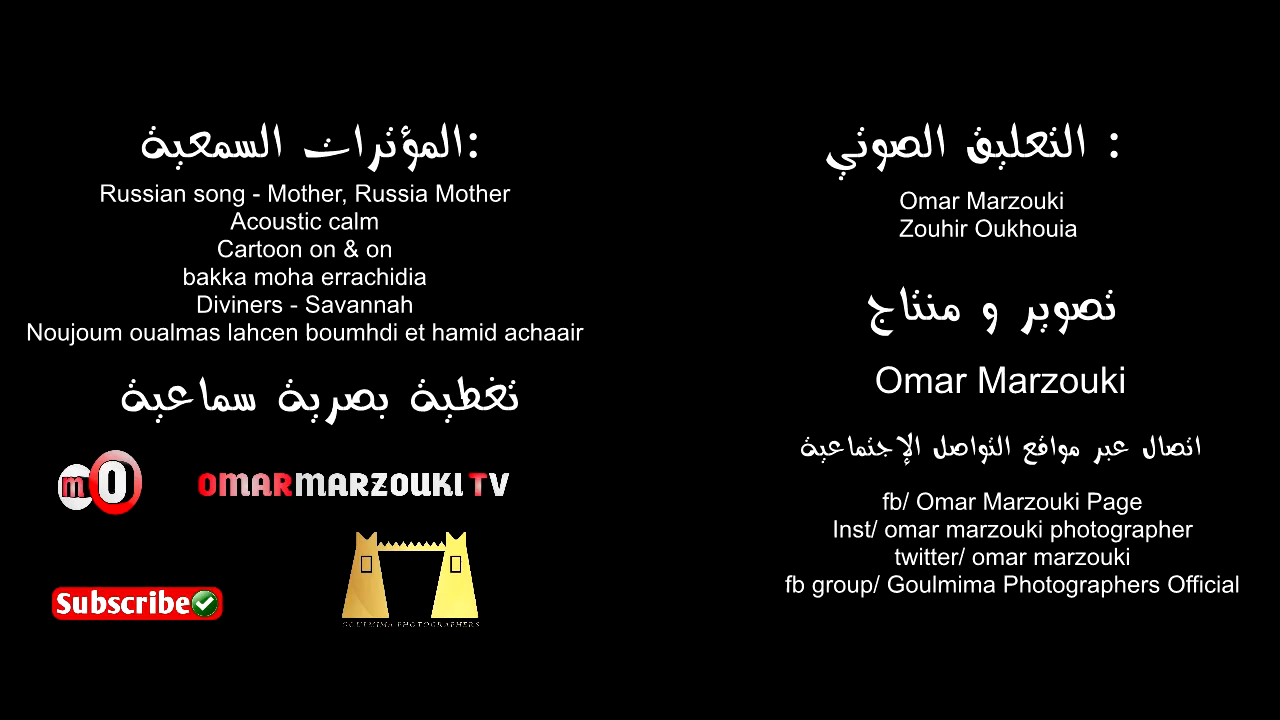 المؤثرات السمعية:
Russian song - Mother, Russia Mother
Acoustic calm
Cartoon on & on
bakka moha errachidia
Diviners - Savannah
Noujoum oualmas lahcen boumhdi et hamid achaair
تغطية بصرية سماعية
mO
OMARMARZOUKI TV
GOULMIMA PHOTOGRAPHERS
Subscribe
التعليق الصوتي :
Omar Marzouki
Zouhir Oukhouia
تصوير و منتاج
Omar Marzouki
اتصال عبر مواقع التواصل الإجتماعية
fb/ Omar Marzouki Page
Inst/ omar marzouki photographer
twitter/ omar marzouki
fb group/ Goulmima Photographers Official